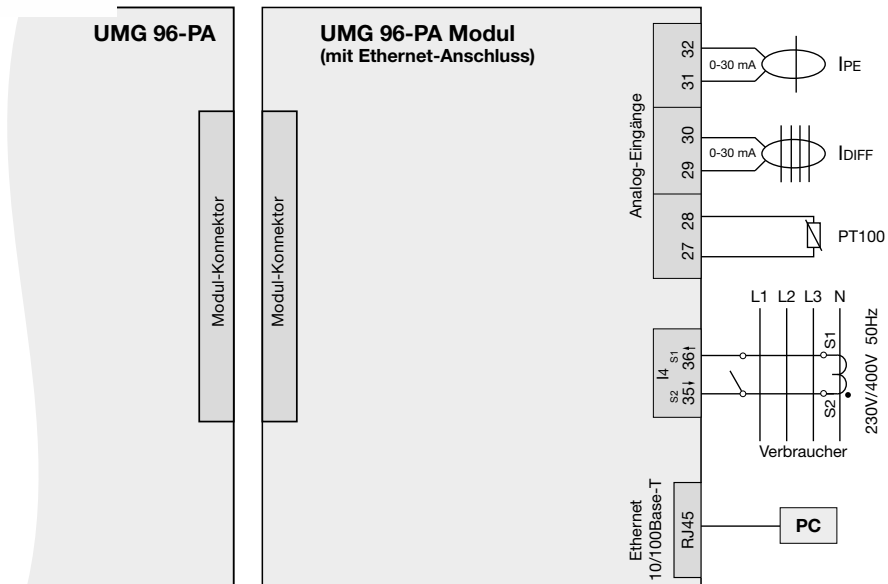 UMG 96-PA
UMG 96-PA Modul
(mit Ethernet-Anschluss)
Modul-Konnektor
Modul-Konnektor
Analog-Eingänge
32
31
0-30 mA
IPE
30
29
0-30 mA
IDIFF
28
27
PT100
L1 L2 L3 N
I4
S1
36
S2
35
S1
S2
230V/400V 50Hz
Verbraucher
Ethernet
10/100Base-T
RJ45
PC